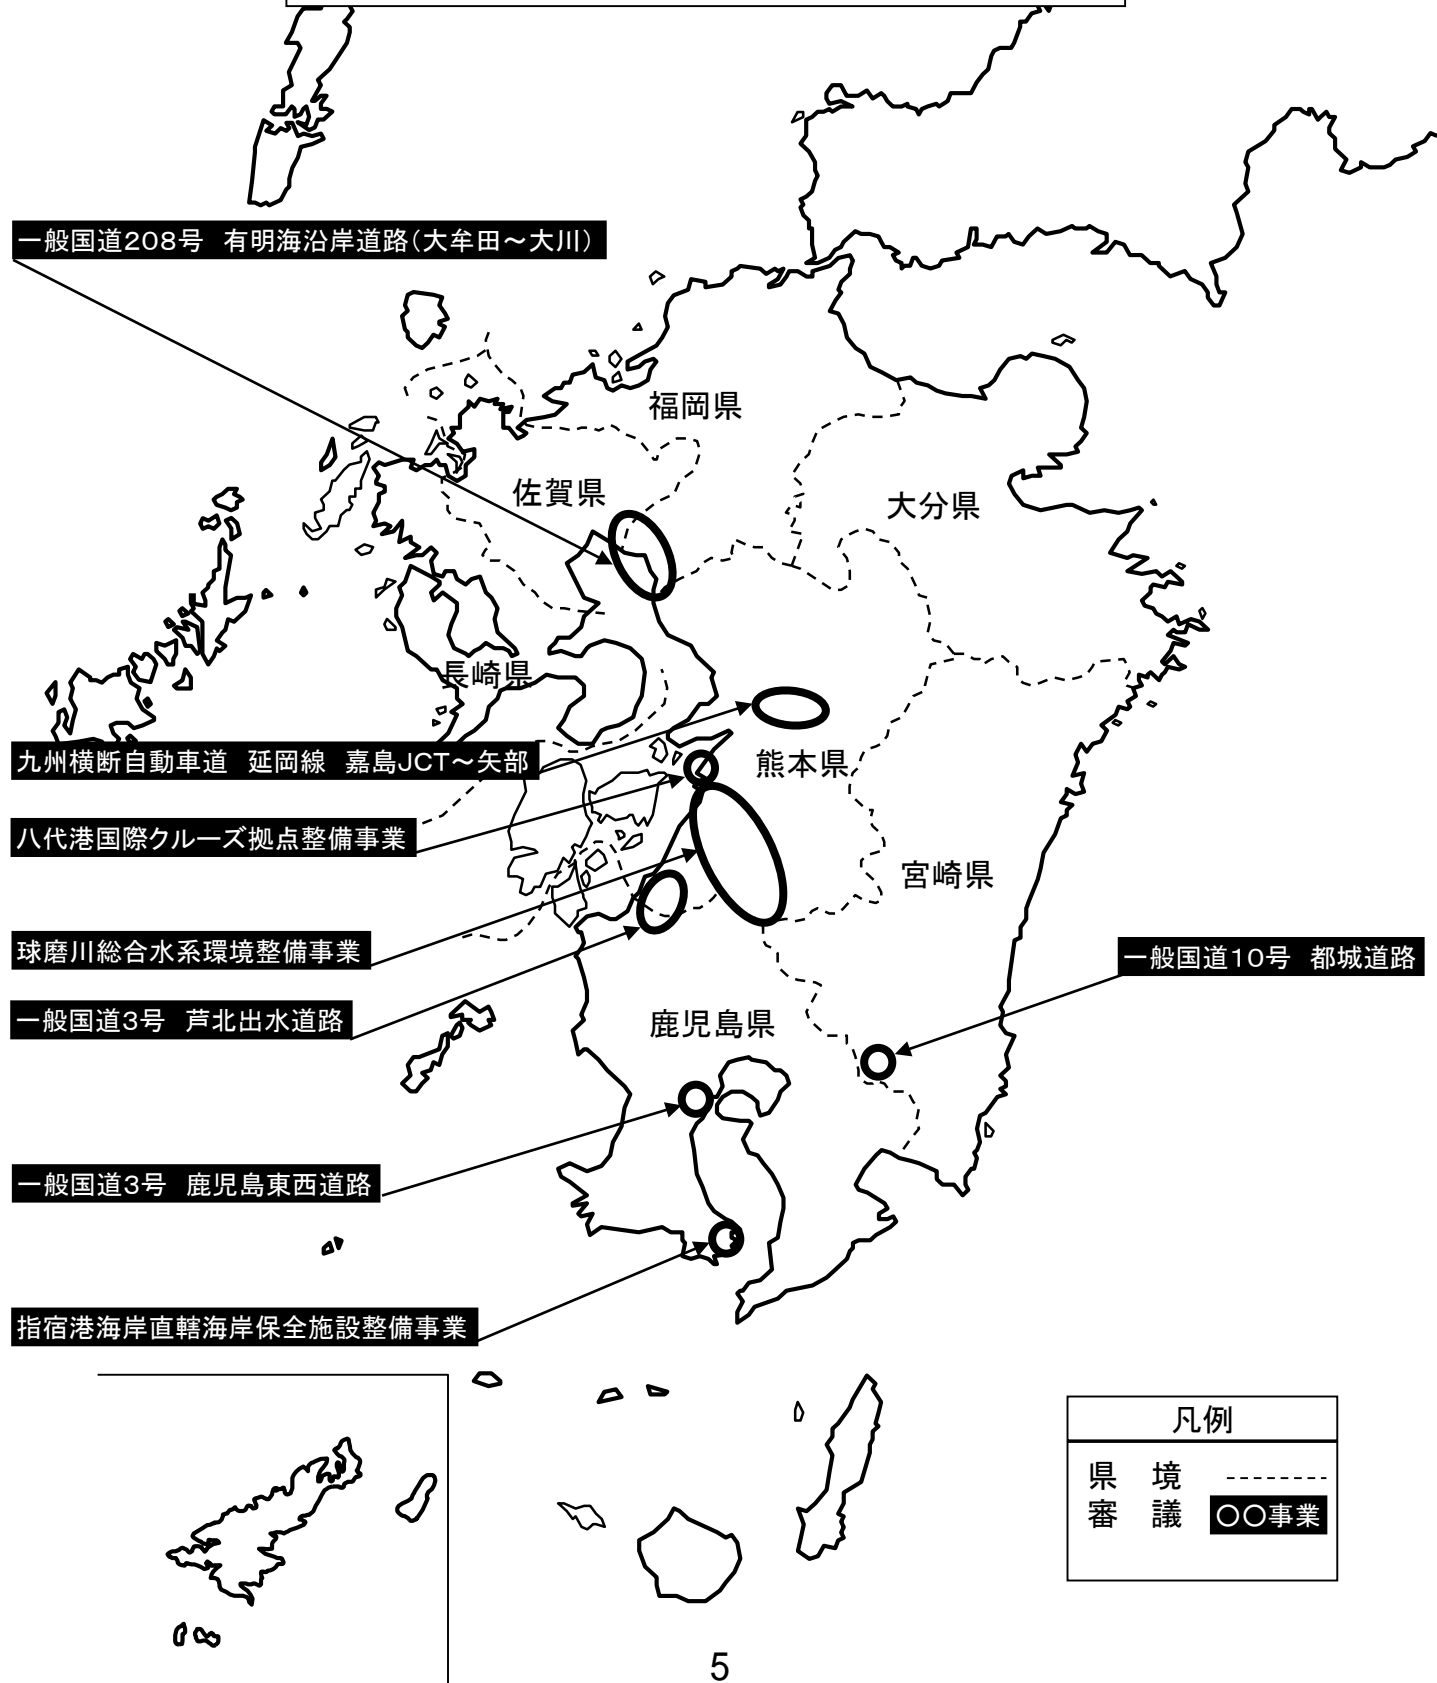 一般国道208号　有明海沿岸道路（大牟田～大川）
福岡県
佐賀県
大分県
長崎県
九州横断自動車道　延岡線　嘉島JCT～矢部
熊本県
八代港国際クルーズ拠点整備事業
宮崎県
球磨川総合水系環境整備事業
一般国道10号　都城道路
一般国道3号　芦北出水道路
鹿児島県
一般国道3号　鹿児島東西道路
指宿港海岸直轄海岸保全施設整備事業
凡例
県　境
審　議　〇〇事業
5